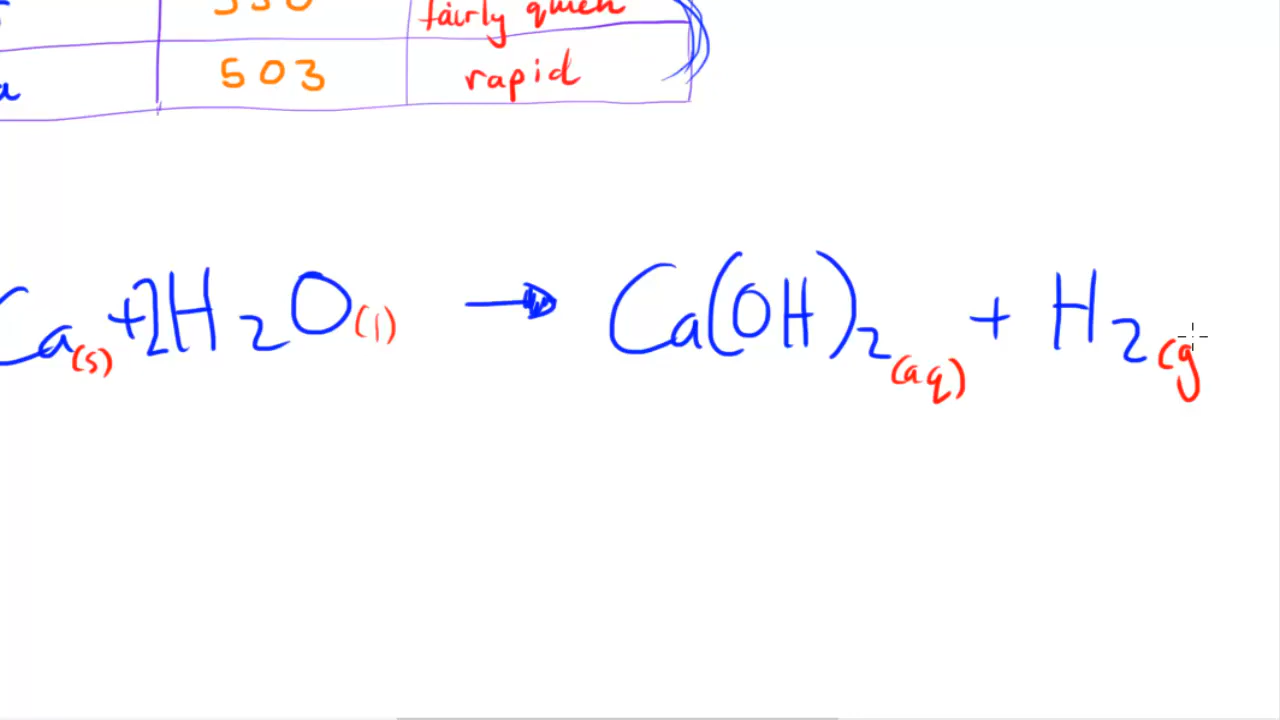 fairly quick
503 rapid
Ca(s) + 2H2O(l) → Ca(OH)2(aq) + H2(g